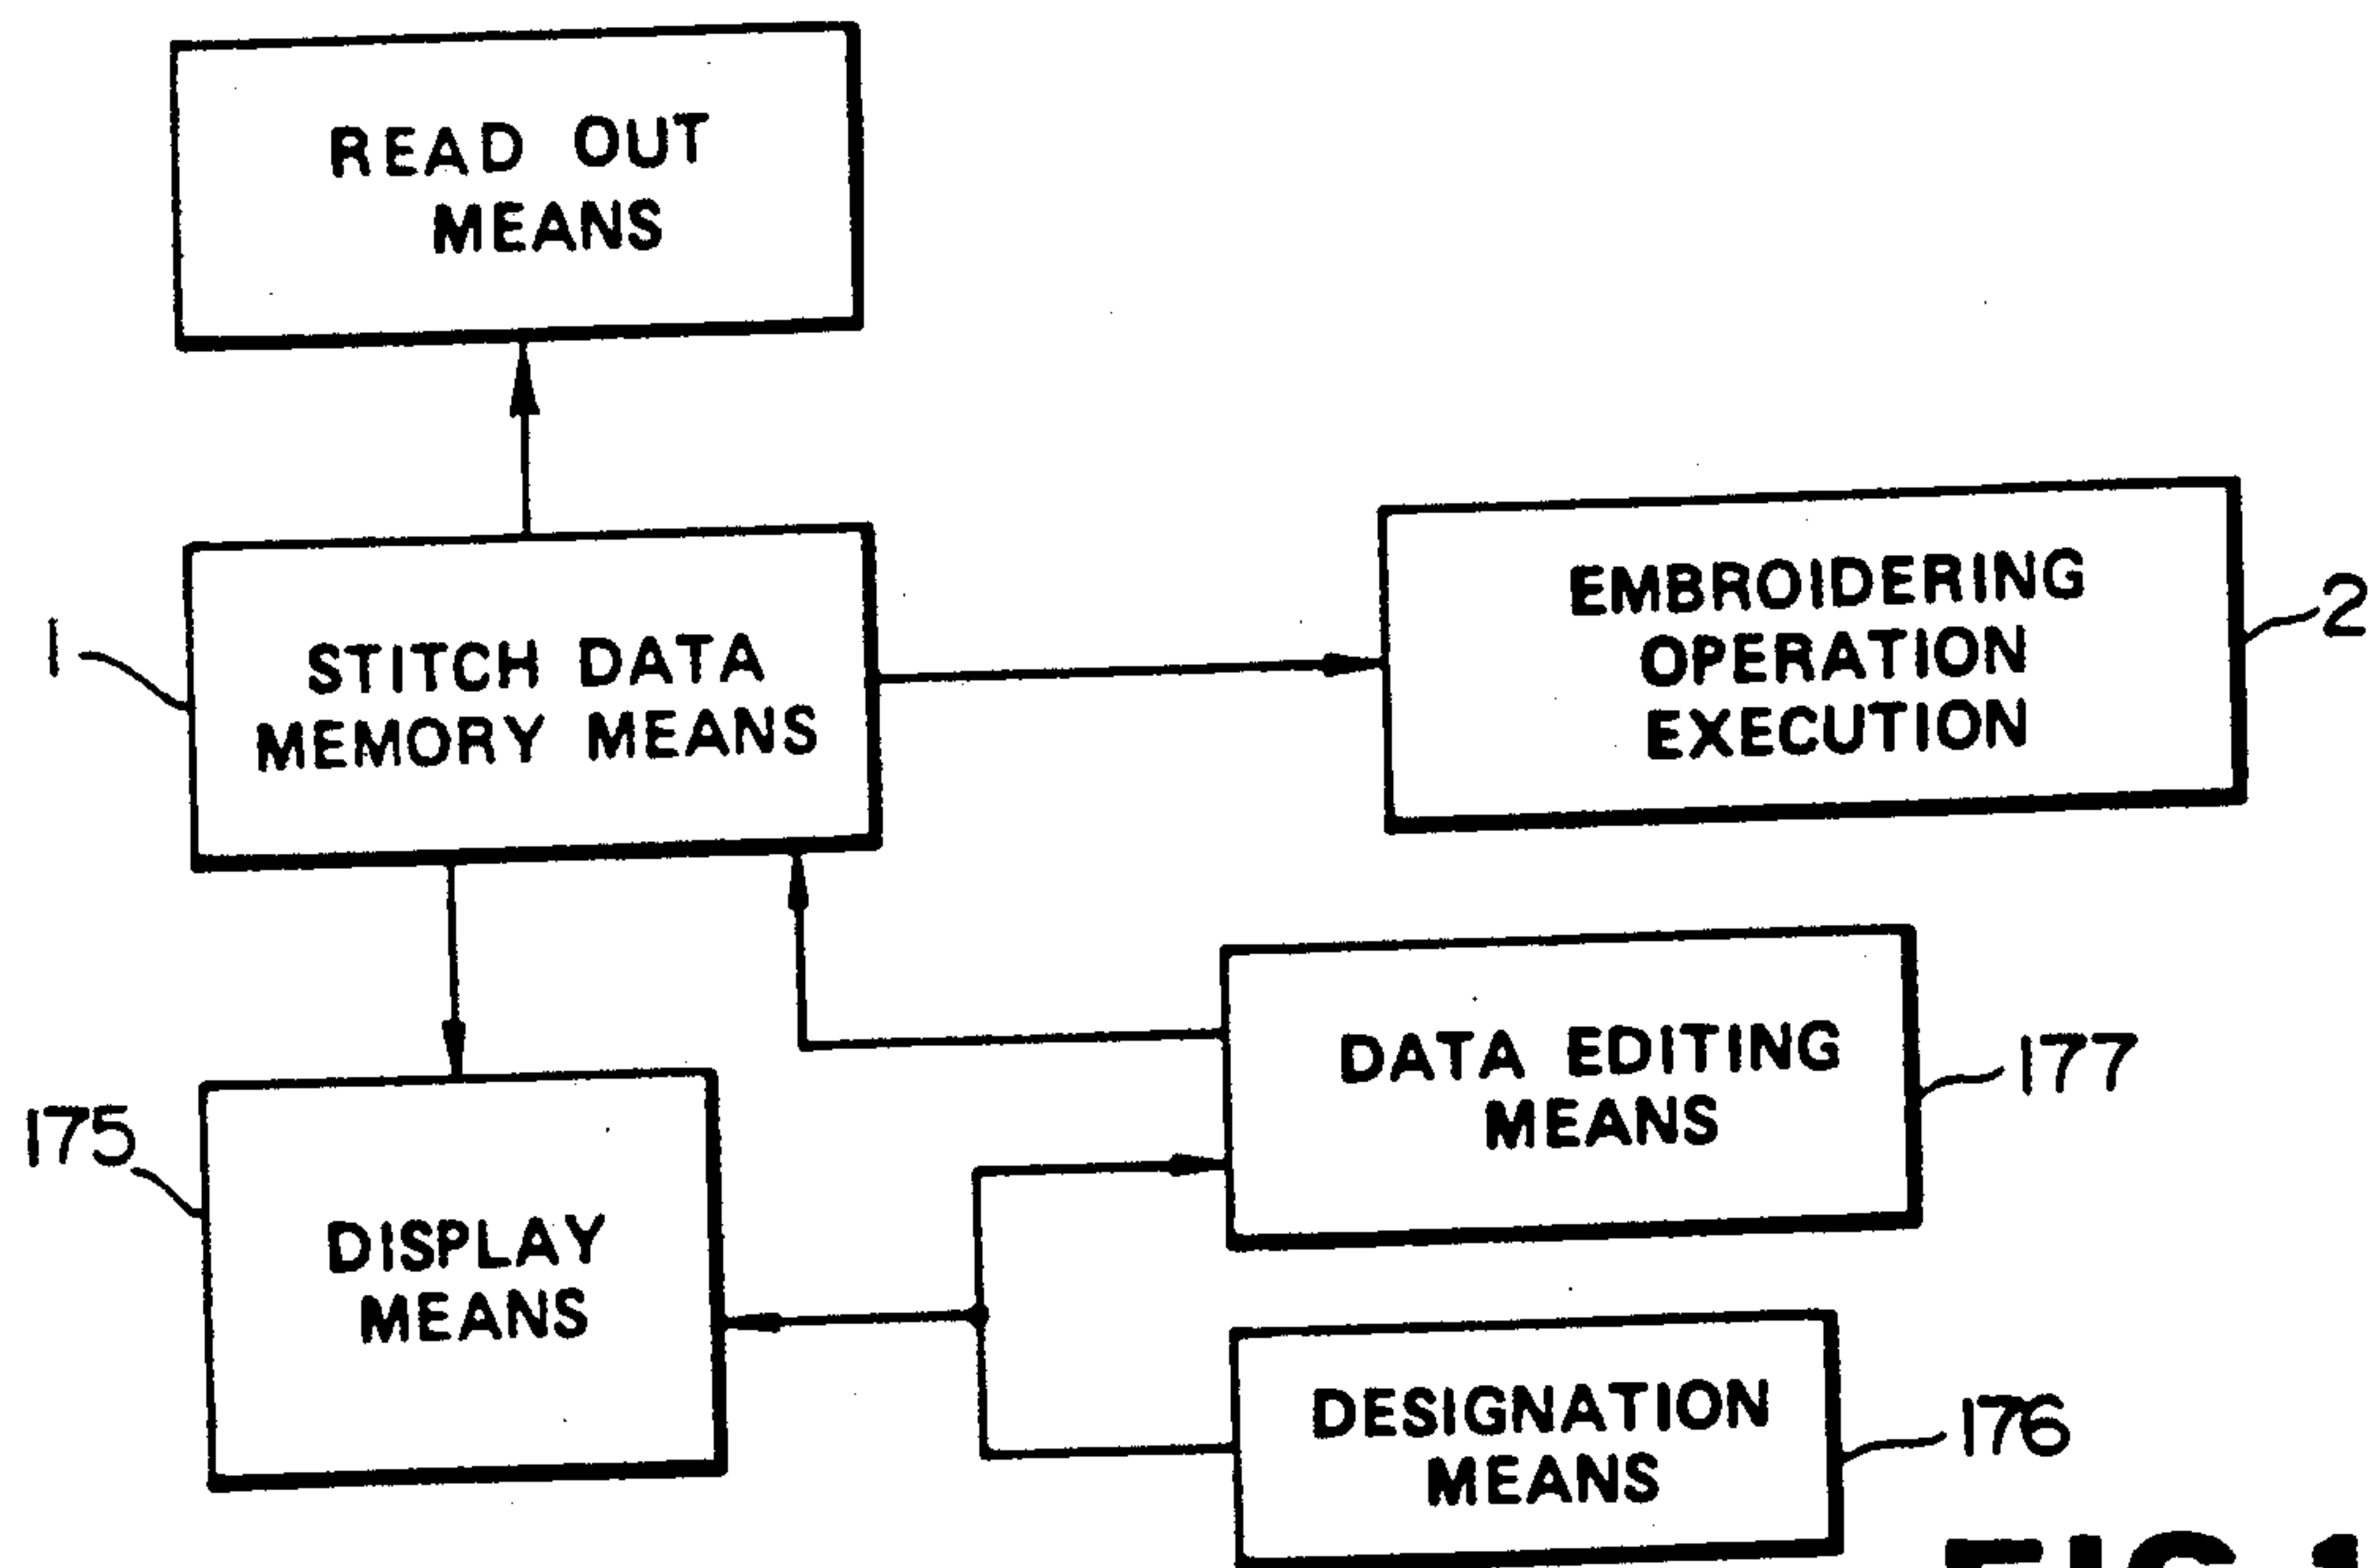 READ OUT
MEANS
1
STITCH DATA
MEMORY MEANS
EMBROIDERING
OPERATION
EXECUTION
2
DATA EDITING
MEANS
177
175
DISPLAY
MEANS
DESIGNATION
MEANS
176